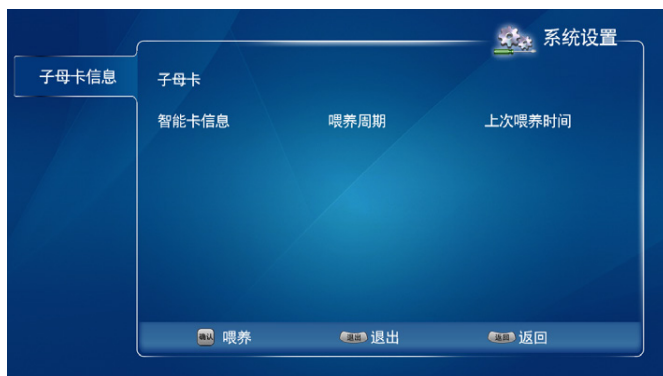 系统设置
子母卡信息
子母卡
智能卡信息 喂养周期 上次喂养时间
确认 喂养 退出 退出 返回 返回